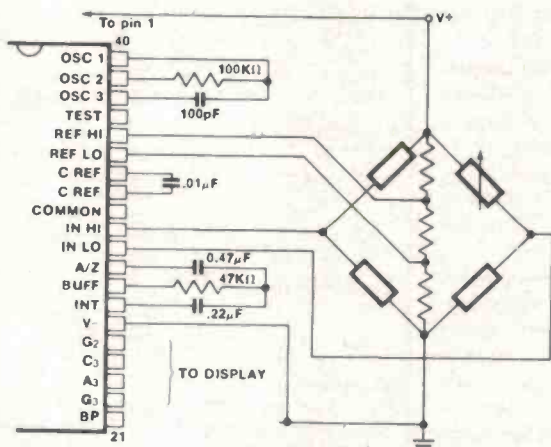 To pin 1
V+
40
OSC 1
100KΩ
OSC 2
OSC 3
100pF
TEST
REF HI
REF LO
C REF
.01µF
C REF
COMMON
IN HI
IN LO
0.47µF
A/Z
47KΩ
BUFF
INT
.22µF
V-
G2
C3
TO DISPLAY
A3
G3
BP
21